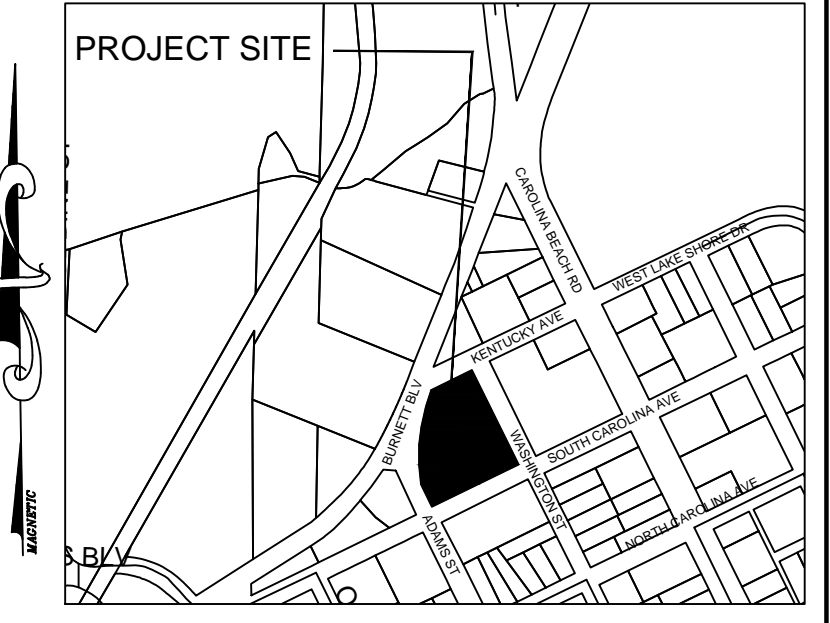 PROJECT SITE
CAROLINA BEACH RD
WEST LAKE SHORE DR
KENTUCKY AVE
BURNETT BLV
SOUTH CAROLINA AVE
WASHINGTON ST
NORTH CAROLINA AVE
ADAMS ST
MAGNETIC
S BLV